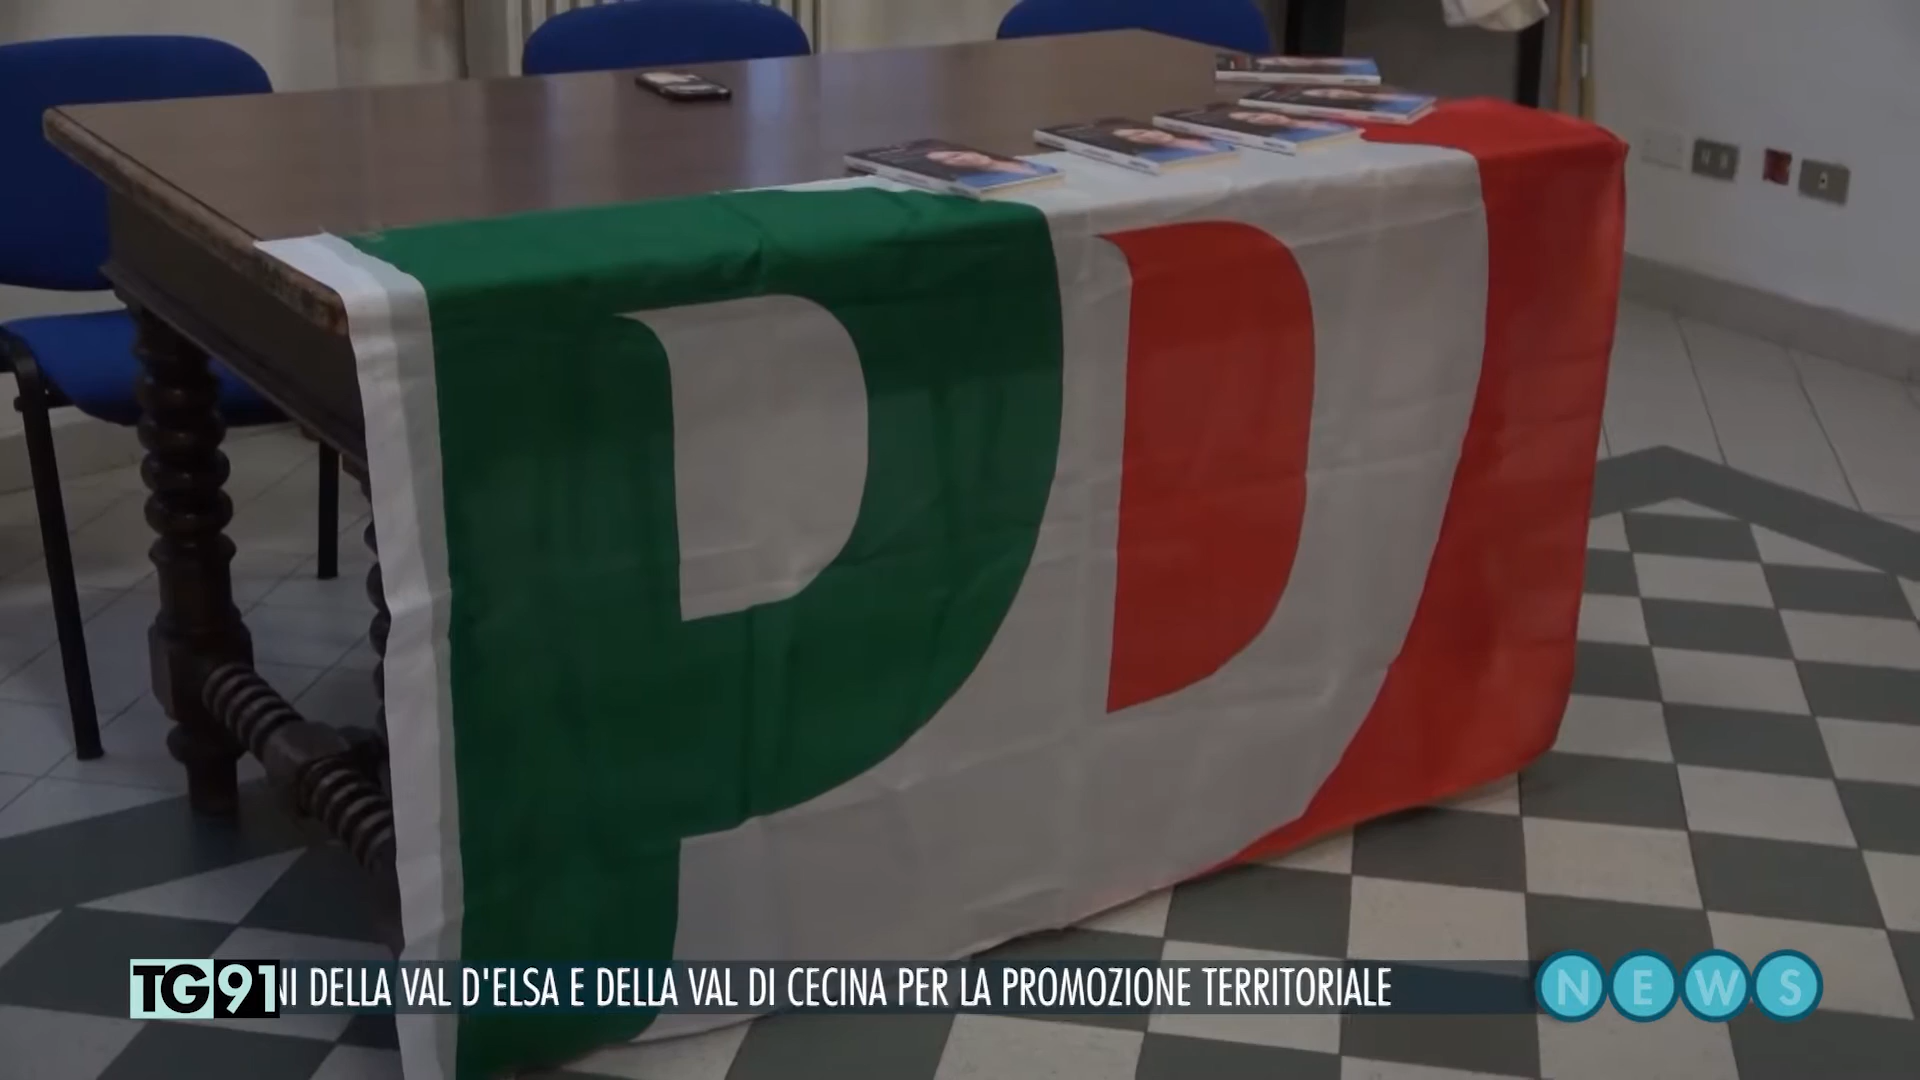 PD
TG91
NI DELLA VAL D'ELSA E DELLA VAL DI CECINA PER LA PROMOZIONE TERRITORIALE
NEWS